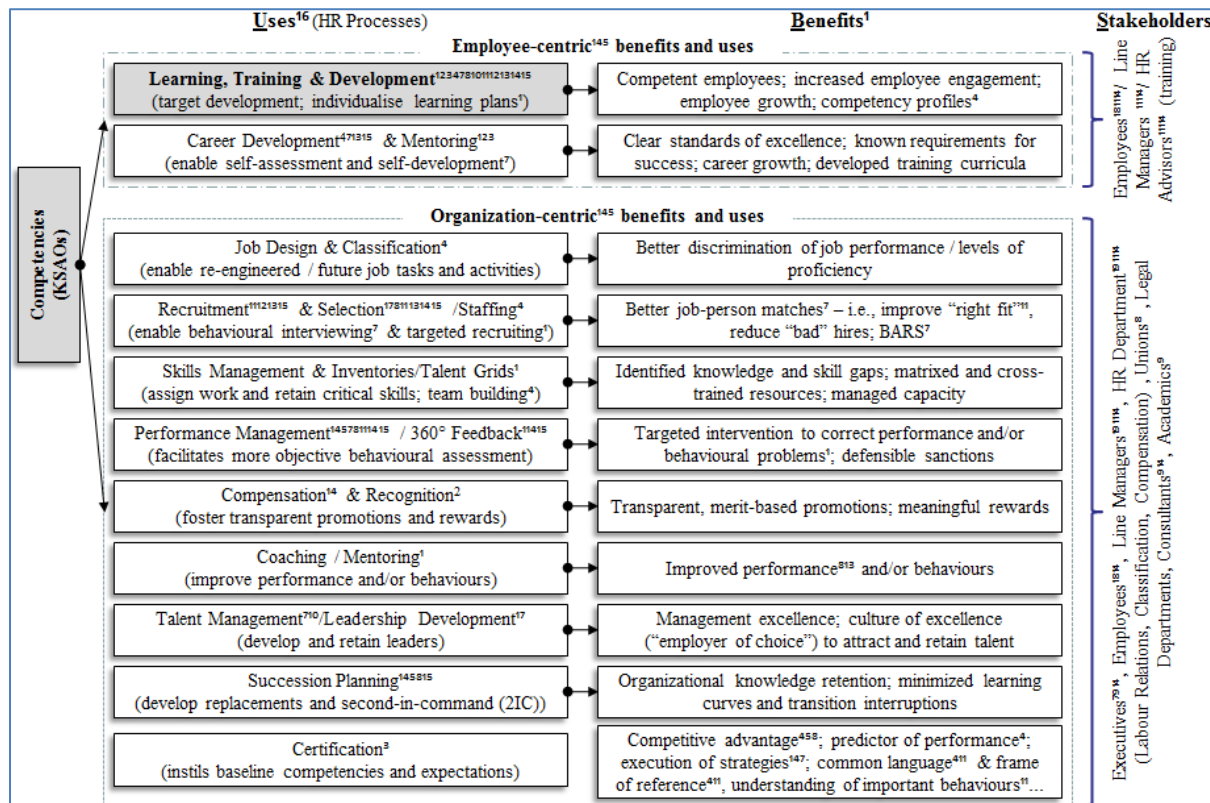 Uses¹⁶ (HR Processes)
Benefits¹
Stakeholders
Employee-centric¹⁴⁵ benefits and uses
Learning, Training & Development¹²³⁴⁷⁸¹⁰¹¹¹²¹³¹⁴¹⁵
(target development; individualise learning plans¹)
Competent employees; increased employee engagement;
employee growth; competency profiles⁴
Career Development⁴⁷¹³¹⁵ & Mentoring¹²³
(enable self-assessment and self-development⁷)
Clear standards of excellence; known requirements for
success; career growth; developed training curricula
Employees¹⁸¹¹¹⁴/ Line
Managers ¹¹¹⁴/ HR
Advisors¹¹¹⁴ (training)
Competencies
(KSAOs)
Organization-centric¹⁴⁵ benefits and uses
Job Design & Classification⁴
(enable re-engineered / future job tasks and activities)
Better discrimination of job performance / levels of
proficiency
Recruitment¹¹¹²¹³¹⁵ & Selection¹⁷⁸¹¹¹³¹⁴¹⁵ /Staffing⁴
(enable behavioural interviewing⁷ & targeted recruiting¹)
Better job-person matches⁷ – i.e., improve “right fit”¹¹,
reduce “bad” hires; BARS⁷
Skills Management & Inventories/Talent Grids¹
(assign work and retain critical skills; team building⁴)
Identified knowledge and skill gaps; matrixed and cross-
trained resources; managed capacity
Performance Management¹⁴⁵⁷⁸¹¹¹⁴¹⁵ / 360° Feedback¹¹⁴¹⁵
(facilitates more objective behavioural assessment)
Targeted intervention to correct performance and/or
behavioural problems¹; defensible sanctions
Compensation¹⁴ & Recognition²
(foster transparent promotions and rewards)
Transparent, merit-based promotions; meaningful rewards
Coaching / Mentoring¹
(improve performance and/or behaviours)
Improved performance⁸¹³ and/or behaviours
Talent Management⁷¹⁰/Leadership Development¹⁷
(develop and retain leaders)
Management excellence; culture of excellence
(“employer of choice”) to attract and retain talent
Succession Planning¹⁴⁵⁸¹⁵
(develop replacements and second-in-command (2IC))
Organizational knowledge retention; minimized learning
curves and transition interruptions
Certification³
(instils baseline competencies and expectations)
Competitive advantage⁴⁵⁸; predictor of performance⁴;
execution of strategies¹⁴⁷; common language⁴¹¹ & frame
of reference⁴¹¹, understanding of important behaviours¹¹…
Executives⁷⁹¹⁴, Employees¹⁸¹⁴, Line Managers¹⁹¹¹¹⁴, HR Department¹⁹¹¹¹⁴
(Labour Relations, Classification, Compensation) , Unions⁸ , Legal
Departments, Consultants⁹¹⁴, Academics⁹